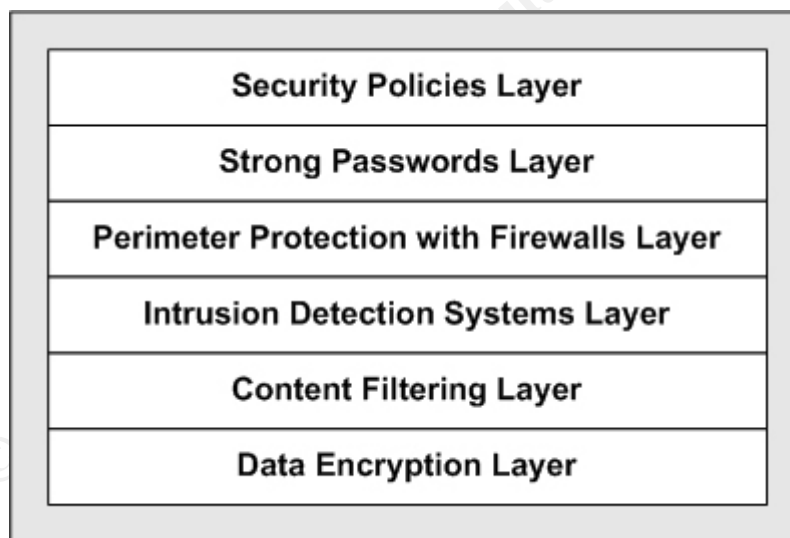 Security Policies Layer
Strong Passwords Layer
Perimeter Protection with Firewalls Layer
Intrusion Detection Systems Layer
Content Filtering Layer
Data Encryption Layer